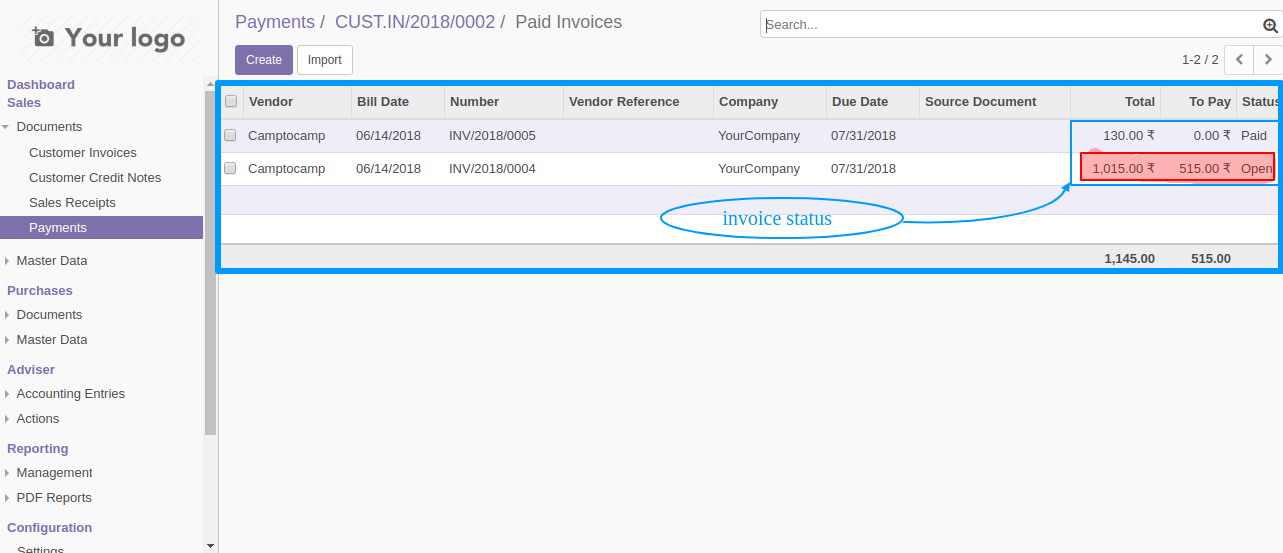 Your logo
Dashboard
Sales
Documents
Customer Invoices
Customer Credit Notes
Sales Receipts
Payments
Master Data
Purchases
Documents
Master Data
Adviser
Accounting Entries
Actions
Reporting
Management
PDF Reports
Configuration
Settings
Payments / CUST.IN/2018/0002 / Paid Invoices
Search...
Create Import
1-2 / 2
Vendor Bill Date Number Vendor Reference Company Due Date Source Document Total To Pay Status
Camptocamp 06/14/2018 INV/2018/0005 YourCompany 07/31/2018 130.00 ₹ 0.00 ₹ Paid
Camptocamp 06/14/2018 INV/2018/0004 YourCompany 07/31/2018 1,015.00 ₹ 515.00 ₹ Open
invoice status
1,145.00 515.00